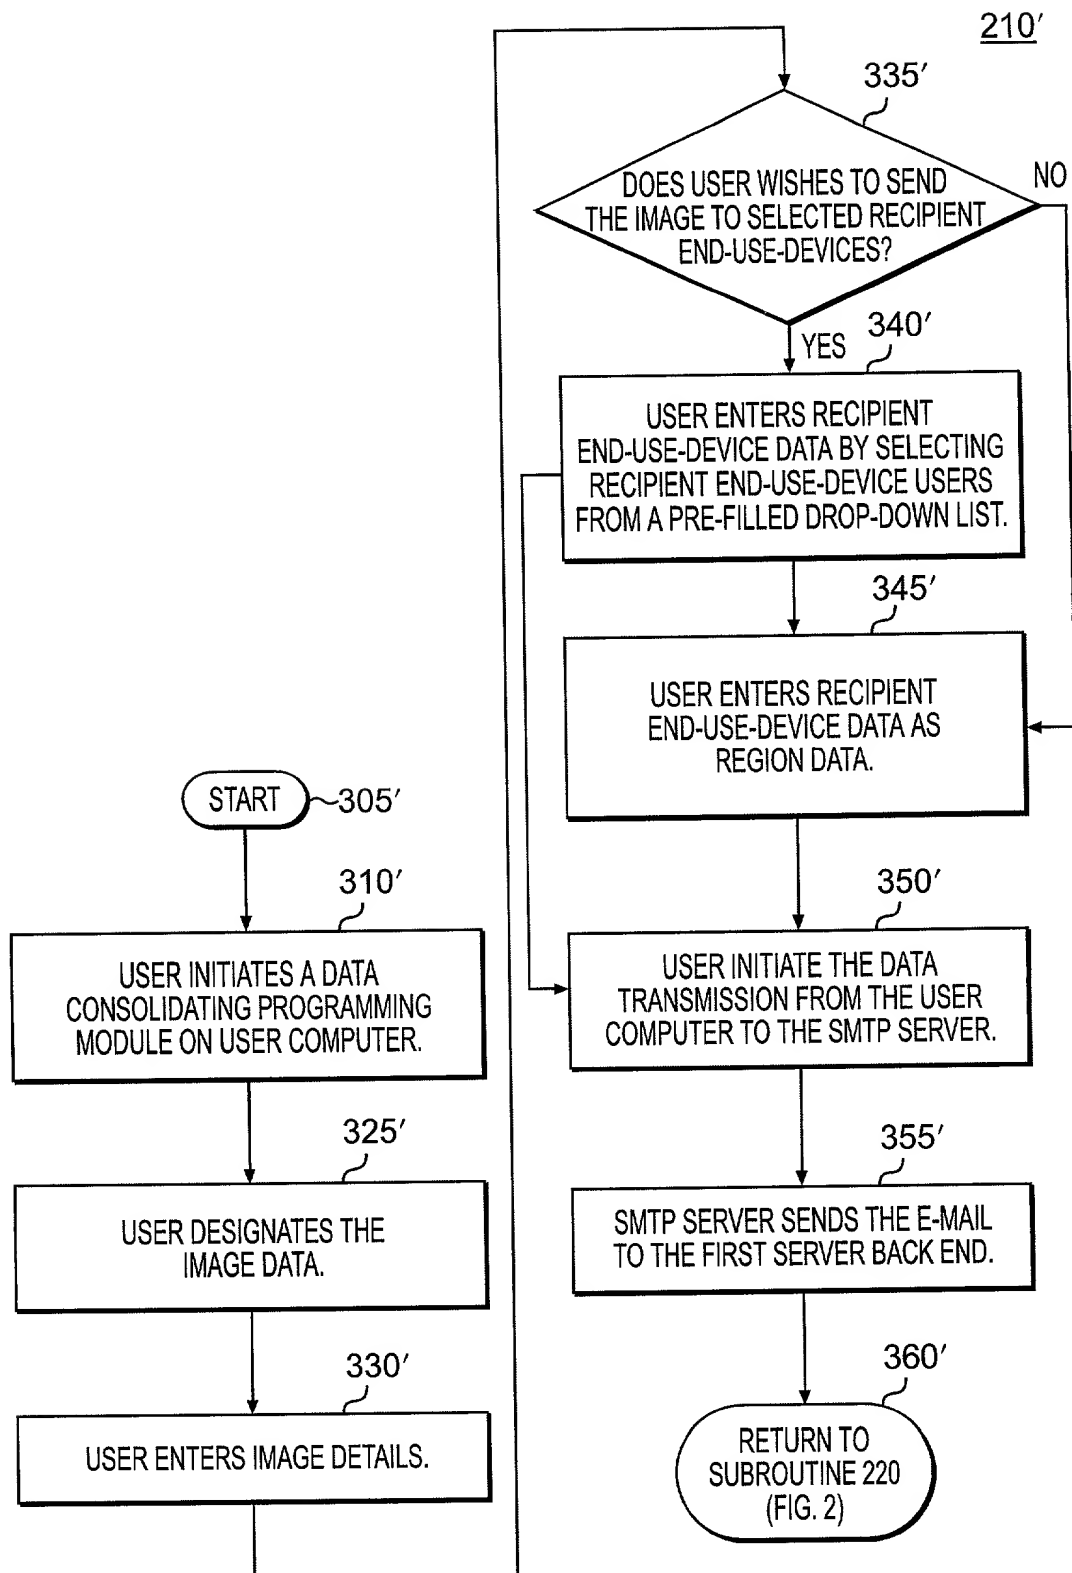 210′
START
305′
310′
USER INITIATES A DATA
CONSOLIDATING PROGRAMMING
MODULE ON USER COMPUTER.
325′
USER DESIGNATES THE
IMAGE DATA.
330′
USER ENTERS IMAGE DETAILS.
335′
DOES USER WISHES TO SEND
THE IMAGE TO SELECTED RECIPIENT
END-USE-DEVICES?
NO
YES
340′
USER ENTERS RECIPIENT
END-USE-DEVICE DATA BY SELECTING
RECIPIENT END-USE-DEVICE USERS
FROM A PRE-FILLED DROP-DOWN LIST.
345′
USER ENTERS RECIPIENT
END-USE-DEVICE DATA AS
REGION DATA.
350′
USER INITIATE THE DATA
TRANSMISSION FROM THE USER
COMPUTER TO THE SMTP SERVER.
355′
SMTP SERVER SENDS THE E-MAIL
TO THE FIRST SERVER BACK END.
360′
RETURN TO
SUBROUTINE 220
(FIG. 2)